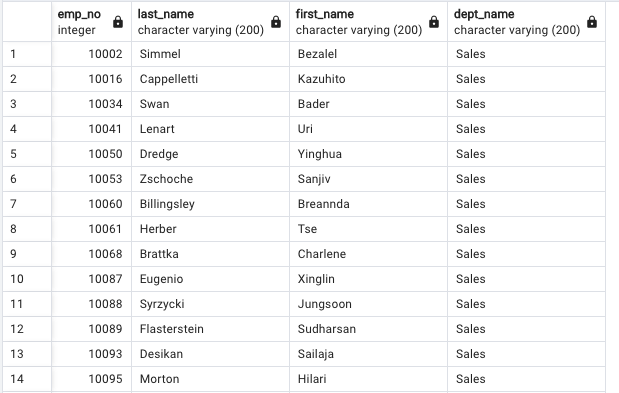 emp_no last_name first_name dept_name
integer character varying (200) character varying (200) character varying (200)
1 10002 Simmel Bezalel Sales
2 10016 Cappelletti Kazuhito Sales
3 10034 Swan Bader Sales
4 10041 Lenart Uri Sales
5 10050 Dredge Yinghua Sales
6 10053 Zschoche Sanjiv Sales
7 10060 Billingsley Breannda Sales
8 10061 Herber Tse Sales
9 10068 Brattka Charlene Sales
10 10087 Eugenio Xinglin Sales
11 10088 Syrzycki Jungsoon Sales
12 10089 Flasterstein Sudharsan Sales
13 10093 Desikan Sailaja Sales
14 10095 Morton Hilari Sales